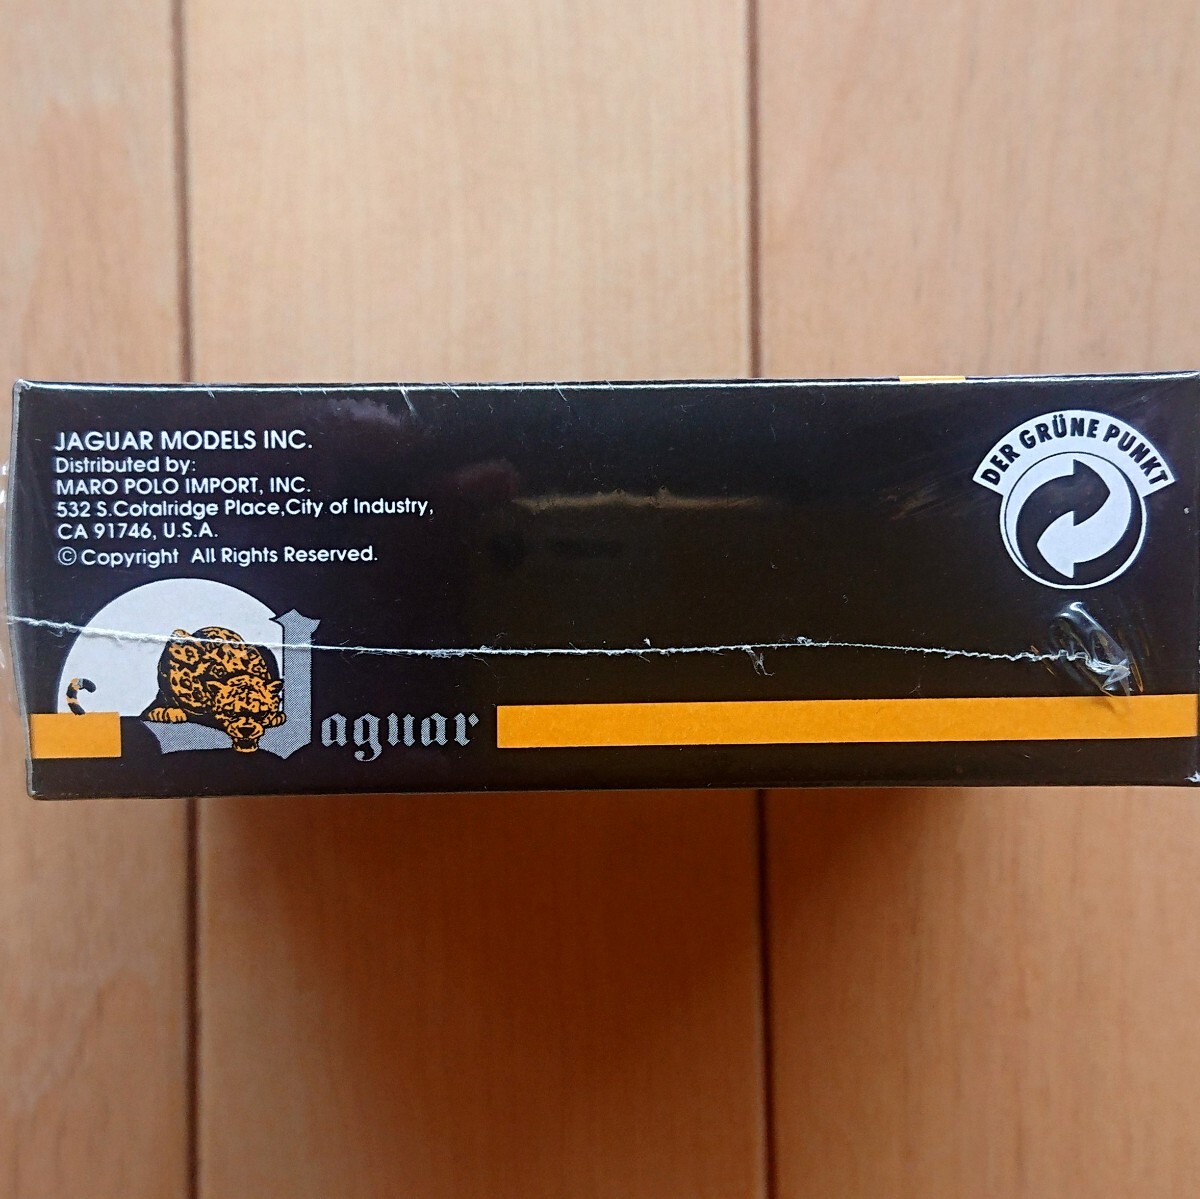 JAGUAR MODELS INC.
Distributed by:
MARO POLO IMPORT, INC.
532 S.Cotalridge Place,City of Industry,
CA 91746, U.S.A.
© Copyright All Rights Reserved.
DER GRÜNE PUNKT
Jaguar